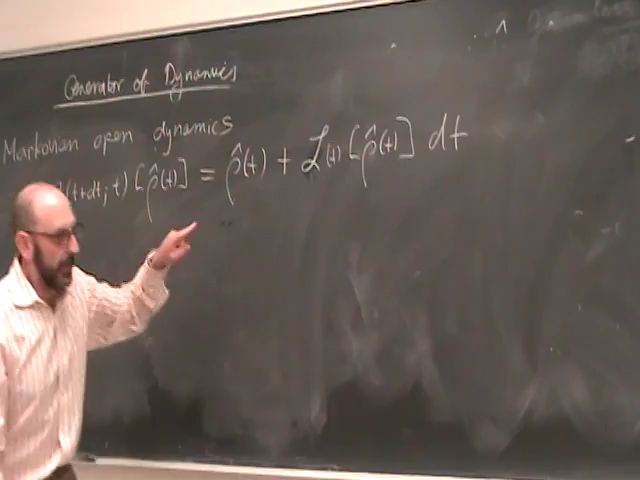 Generator of Dynamics
Markovian open dynamics
(t+dt; t) [ρ̂(t)] = ρ̂(t) + ℒ(t) [ρ̂(t)] dt